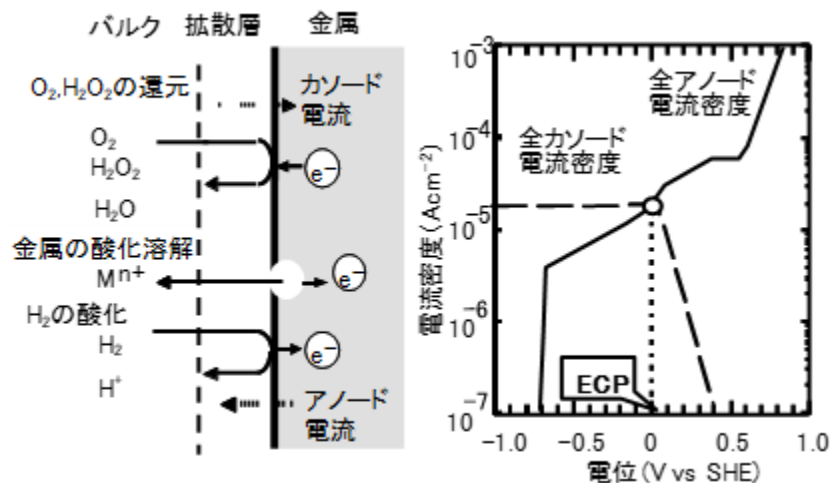 バルク 拡散層 金属
O₂,H₂O₂の還元
カソード
電流
O₂
H₂O₂
H₂O
e⁻
金属の酸化溶解
Mⁿ⁺
e⁻
H₂の酸化
H₂
e⁻
H⁺
アノード
電流
10⁻³
10⁻⁴
10⁻⁵
10⁻⁶
10⁻⁷
電流密度(Acm⁻²)
全アノード
電流密度
全カソード
電流密度
ECP
-1.0 -0.5 0 0.5 1.0
電位(V vs SHE)